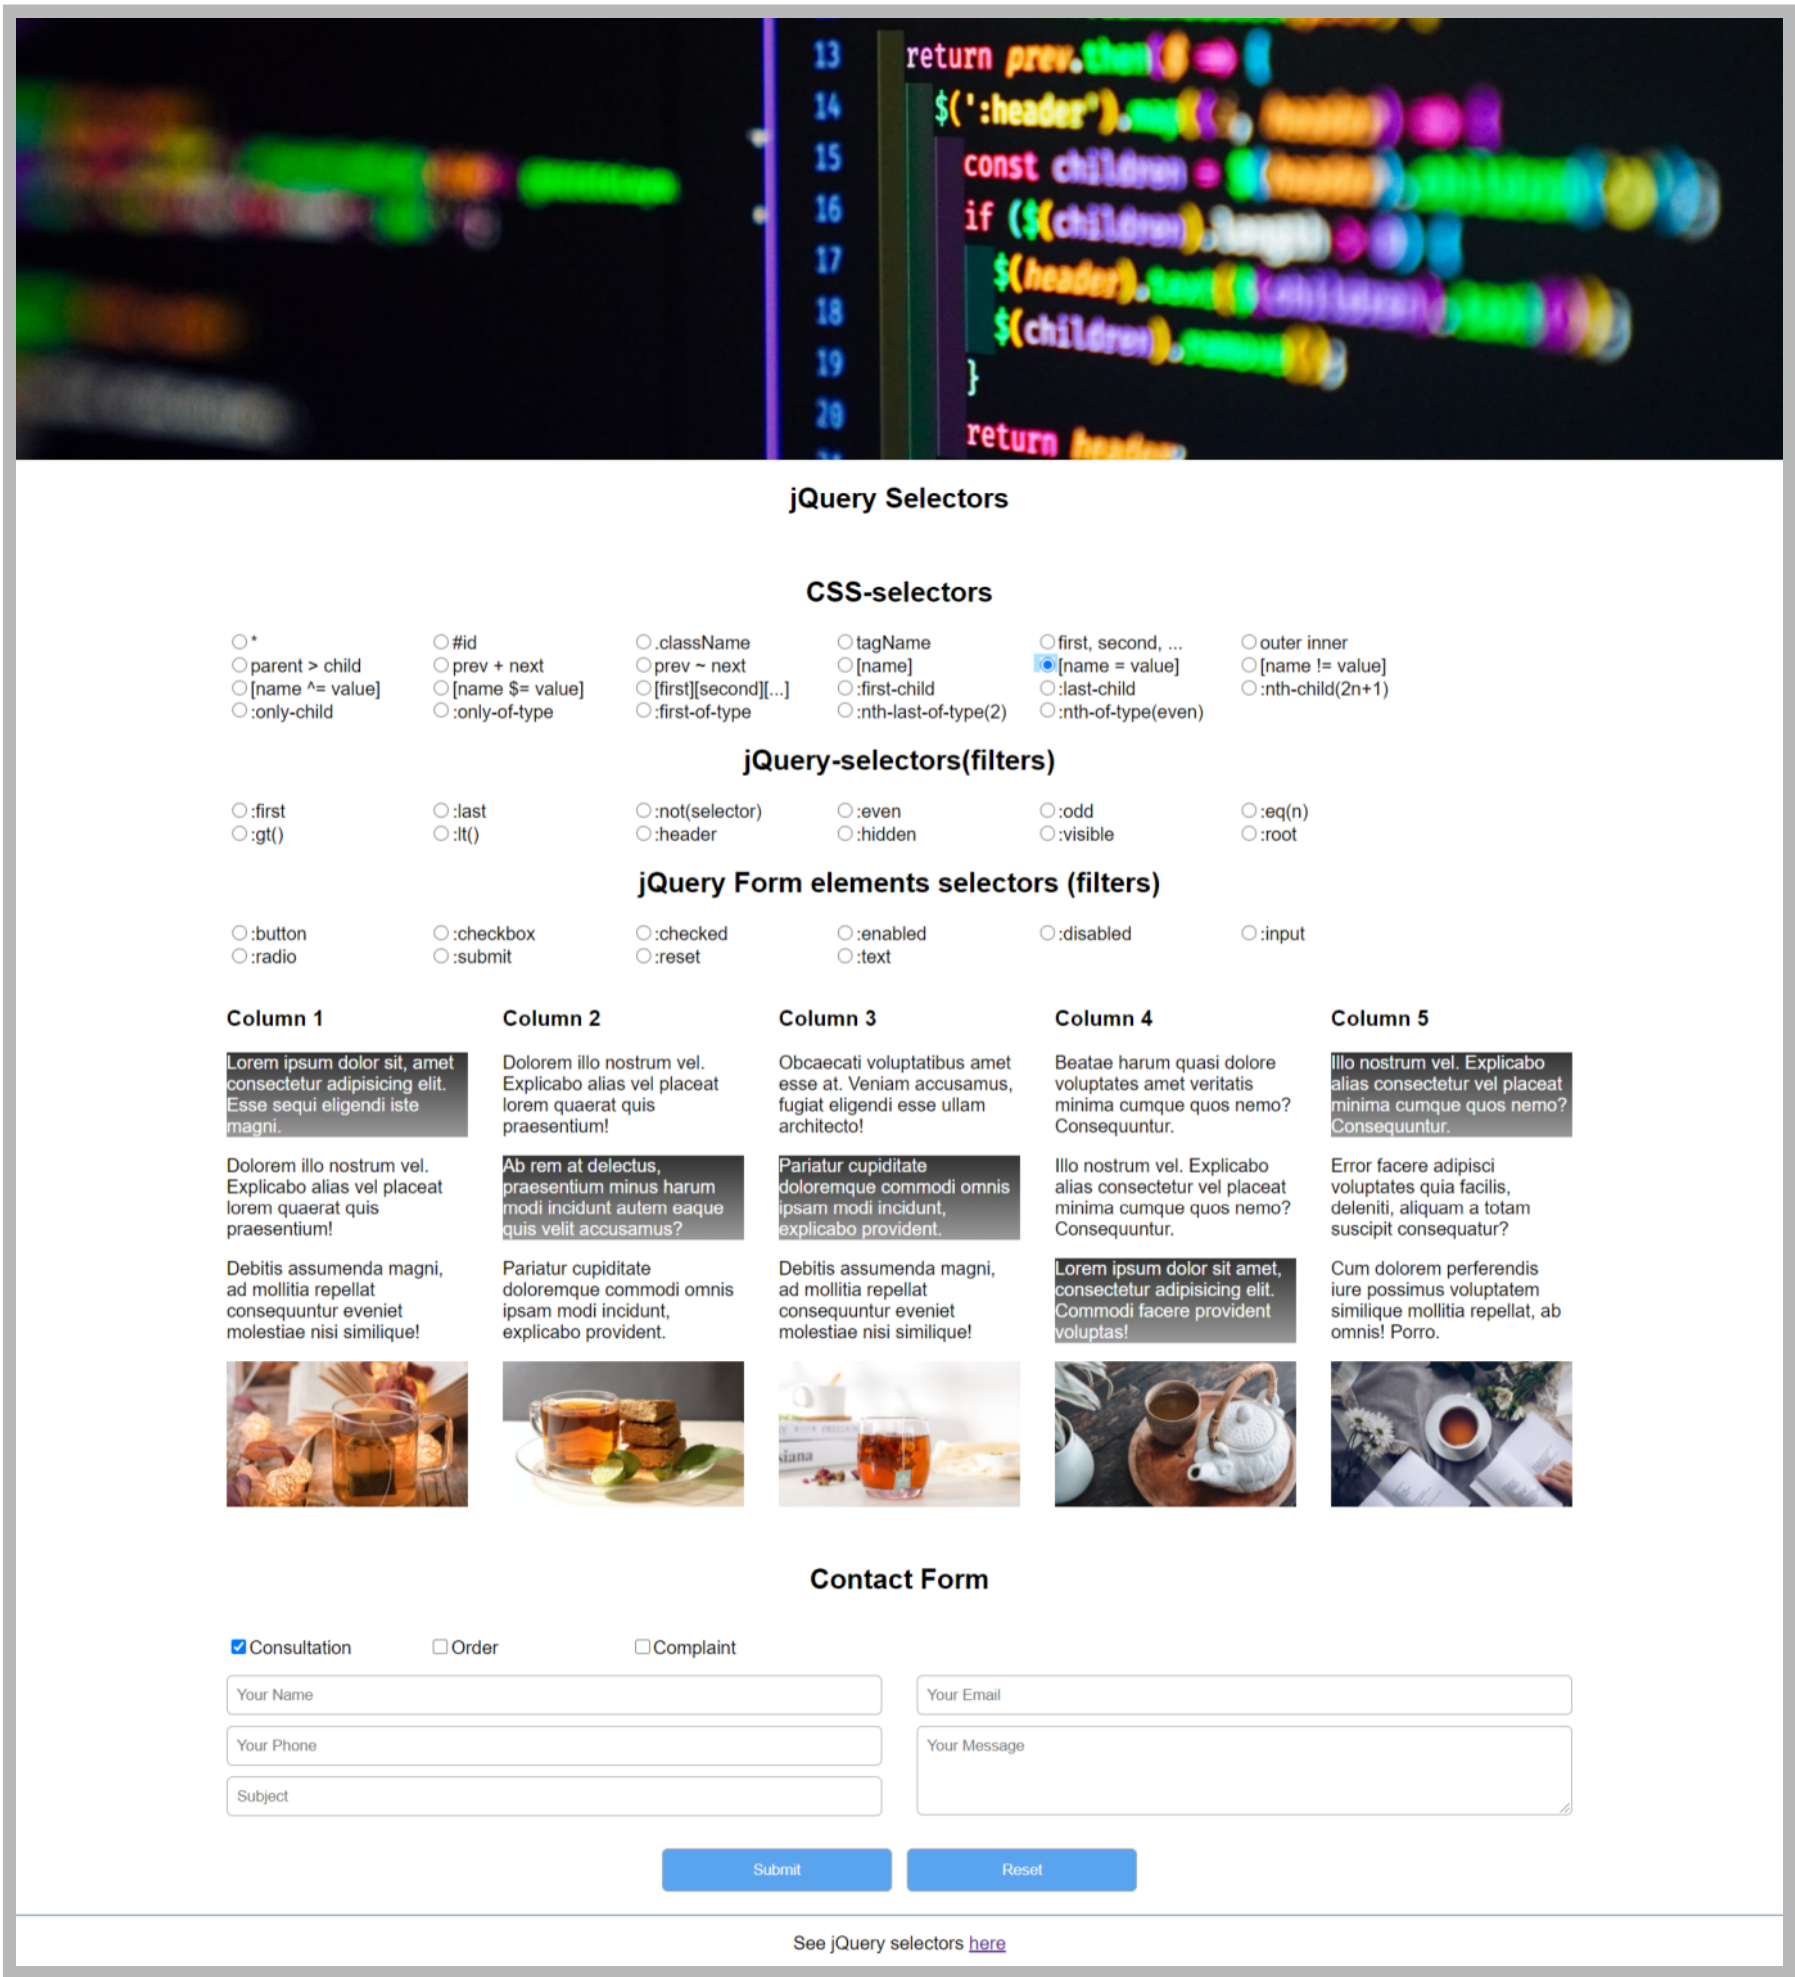 13 return prev.then(
14 $(':header').
15 const children
16 if ($(children).
17 $(header).text(children
18 $(children).
19 }
20
return header
jQuery Selectors
CSS-selectors
* #id .className tagName first, second, ... outer inner
parent > child prev + next prev ~ next [name] [name = value] [name != value]
[name ^= value] [name $= value] [first][second][...] :first-child :last-child :nth-child(2n+1)
:only-child :only-of-type :first-of-type :nth-last-of-type(2) :nth-of-type(even)
jQuery-selectors(filters)
:first :last :not(selector) :even :odd :eq(n)
:gt() :lt() :header :hidden :visible :root
jQuery Form elements selectors (filters)
:button :checkbox :checked :enabled :disabled :input
:radio :submit :reset :text
Column 1
Lorem ipsum dolor sit, amet
consectetur adipisicing elit.
Esse sequi eligendi iste
magni.
Dolorem illo nostrum vel.
Explicabo alias vel placeat
lorem quaerat quis
praesentium!
Debitis assumenda magni,
ad mollitia repellat
consequuntur eveniet
molestiae nisi similique!
Column 2
Dolorem illo nostrum vel.
Explicabo alias vel placeat
lorem quaerat quis
praesentium!
Ab rem at delectus,
praesentium minus harum
modi incidunt autem eaque
quis velit accusamus?
Pariatur cupiditate
doloremque commodi omnis
ipsam modi incidunt,
explicabo provident.
Column 3
Obcaecati voluptatibus amet
esse at. Veniam accusamus,
fugiat eligendi esse ullam
architecto!
Pariatur cupiditate
doloremque commodi omnis
ipsam modi incidunt,
explicabo provident.
Debitis assumenda magni,
ad mollitia repellat
consequuntur eveniet
molestiae nisi similique!
Column 4
Beatae harum quasi dolore
voluptates amet veritatis
minima cumque quos nemo?
Consequuntur.
Illo nostrum vel. Explicabo
alias consectetur vel placeat
minima cumque quos nemo?
Consequuntur.
Lorem ipsum dolor sit amet,
consectetur adipisicing elit.
Commodi facere provident
voluptas!
Column 5
Illo nostrum vel. Explicabo
alias consectetur vel placeat
minima cumque quos nemo?
Consequuntur.
Error facere adipisci
voluptates quia facilis,
deleniti, aliquam a totam
suscipit consequatur?
Cum dolorem perferendis
iure possimus voluptatem
similique mollitia repellat, ab
omnis! Porro.
Contact Form
Consultation Order Complaint
Your Name
Your Email
Your Phone
Your Message
Subject
Submit Reset
See jQuery selectors here